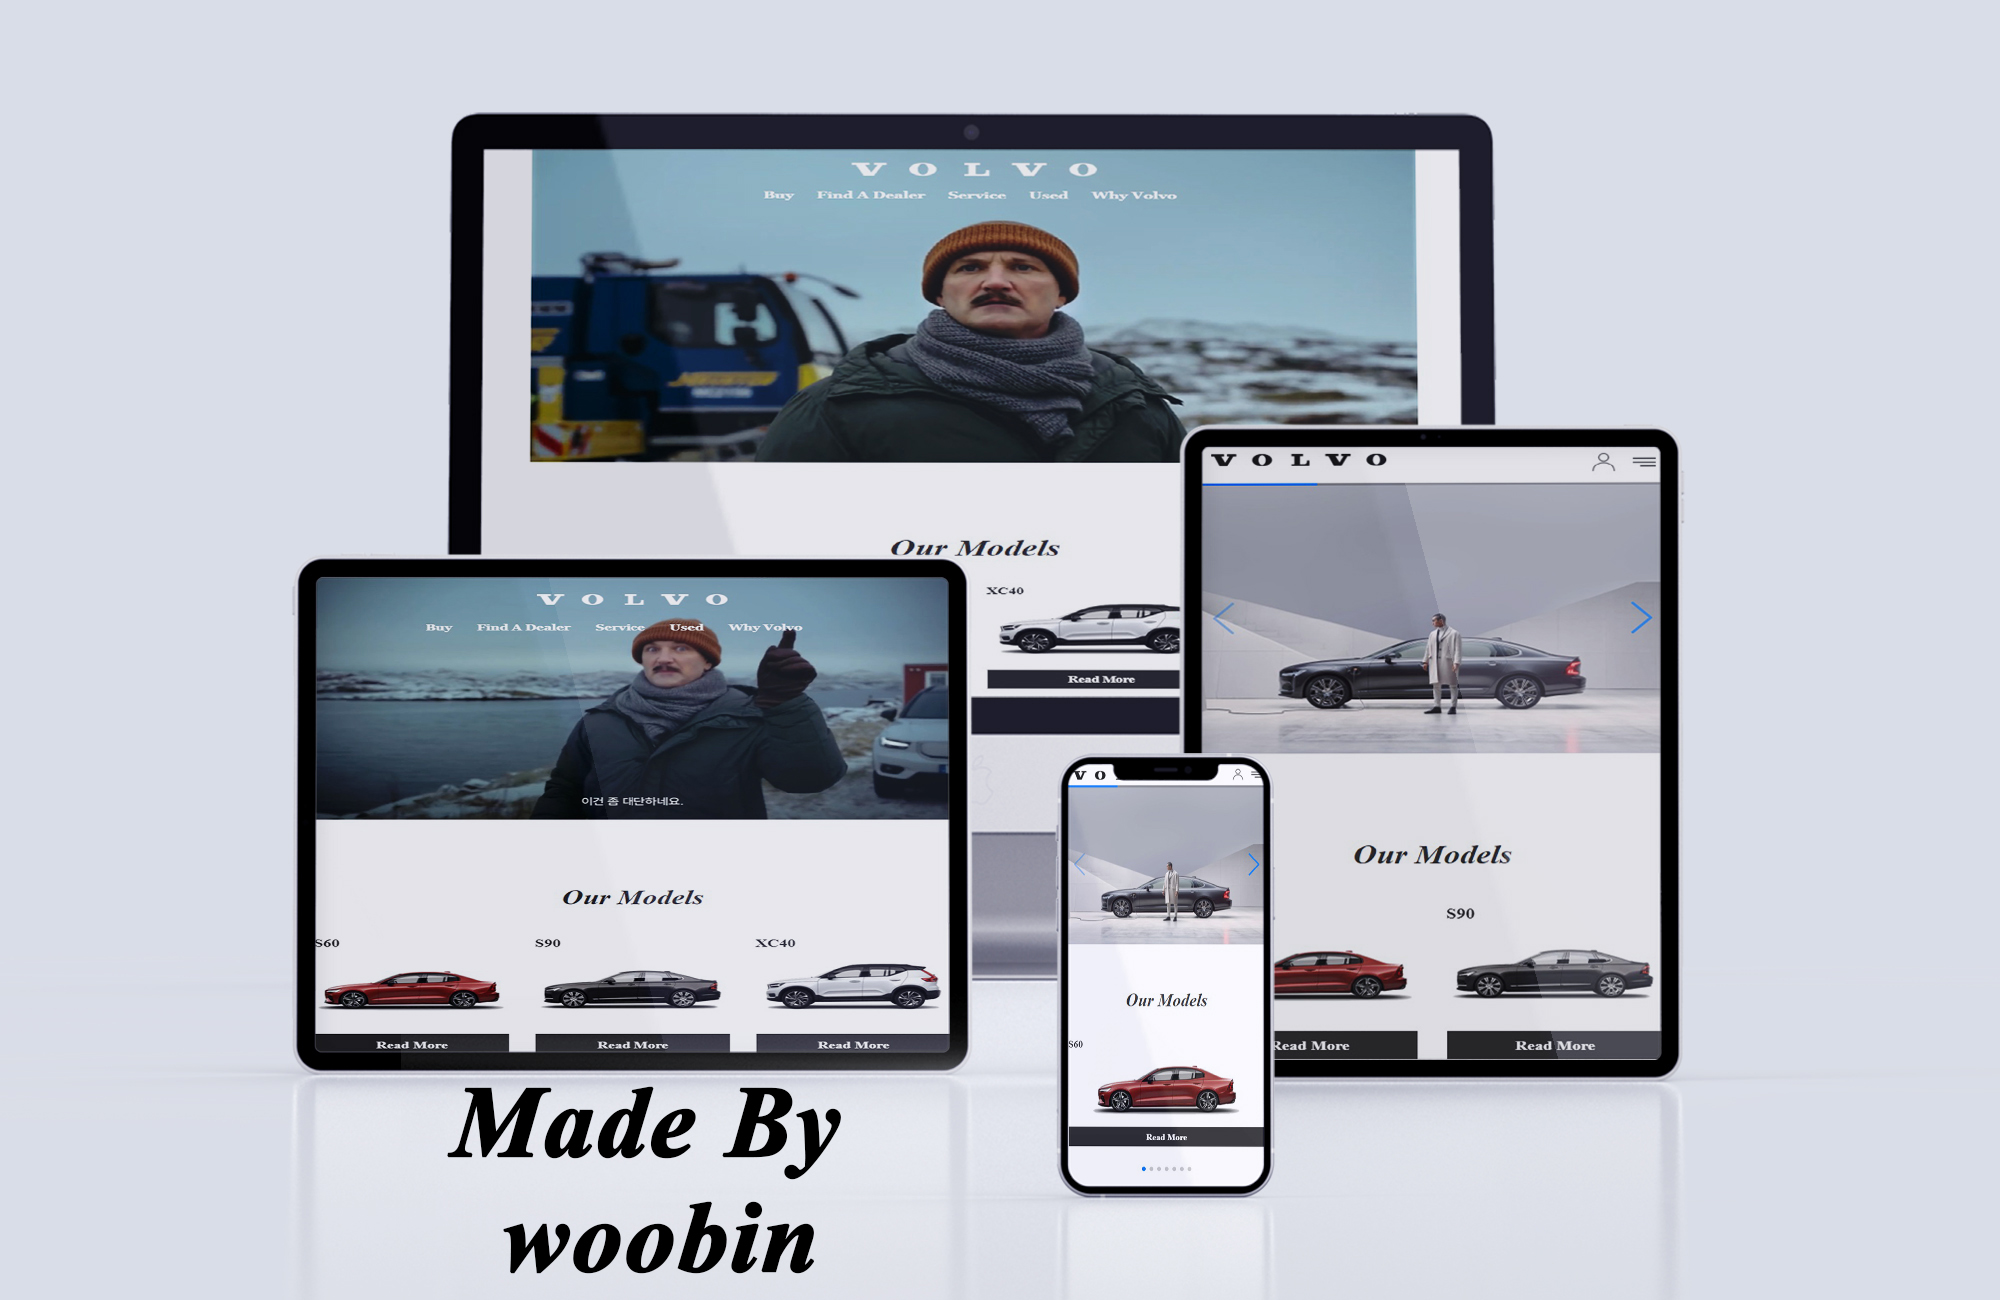 VOLVO
Buy Find A Dealer Service Used Why Volvo
Our Models
XC40
Read More
VOLVO
Buy Find A Dealer Service Used Why Volvo
이건 좀 대단하네요.
Our Models
S60 S90 XC40
Read More Read More Read More
VOLVO
Our Models
S90
Read More Read More
VO
Our Models
S60
Read More
Made By
woobin